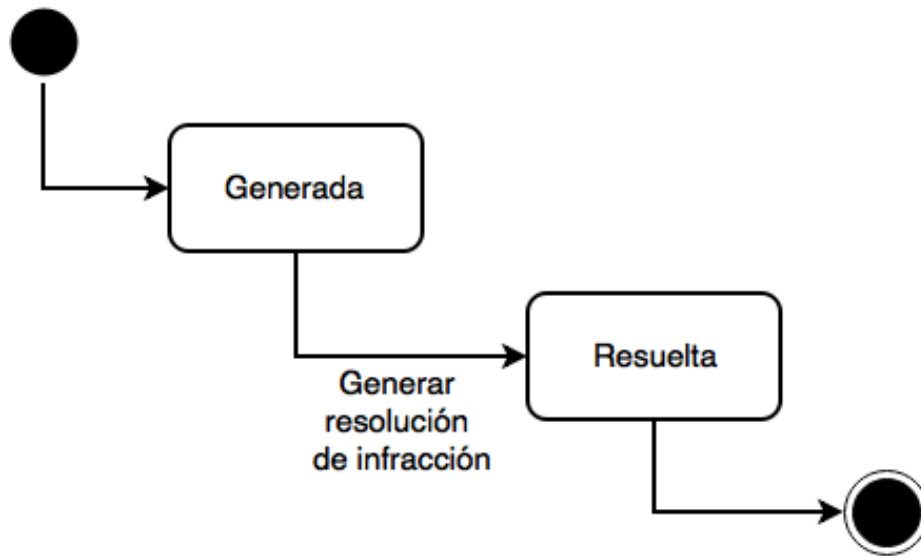 Generada
Resuelta
Generar
resolución
de infracción